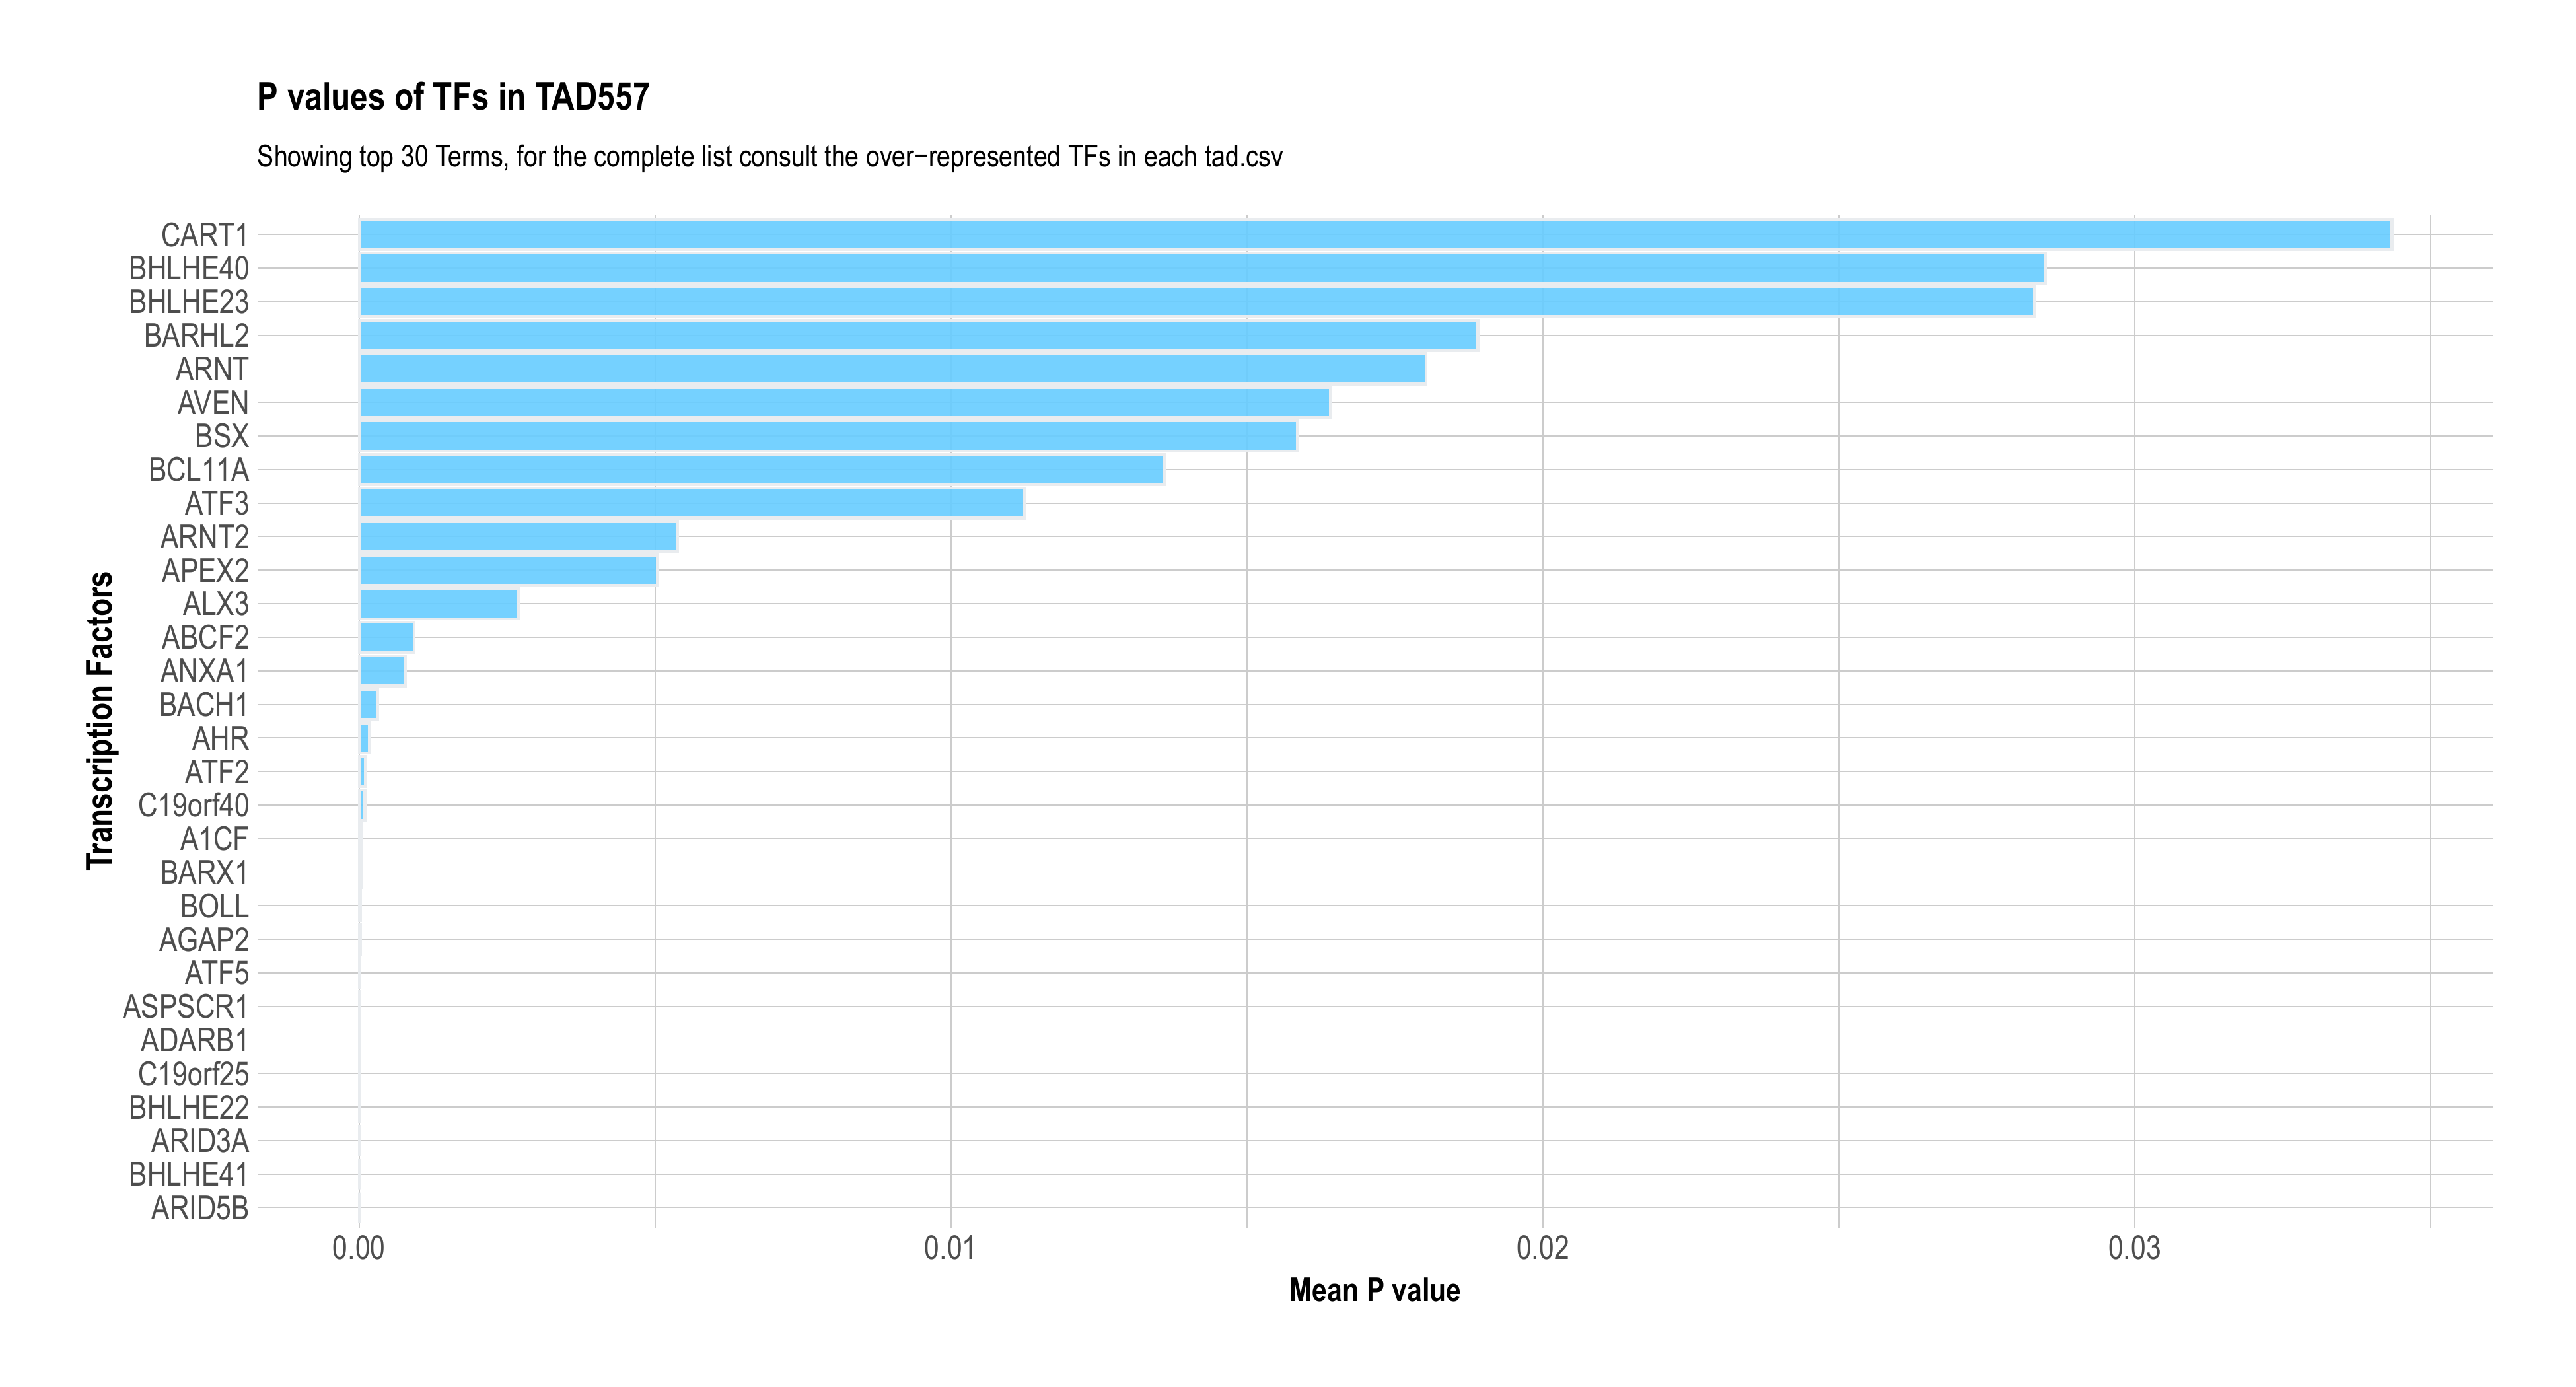 P values of TFs in TAD557
Showing top 30 Terms, for the complete list consult the over−represented TFs in each tad.csv
Transcription Factors
CART1
BHLHE40
BHLHE23
BARHL2
ARNT
AVEN
BSX
BCL11A
ATF3
ARNT2
APEX2
ALX3
ABCF2
ANXA1
BACH1
AHR
ATF2
C19orf40
A1CF
BARX1
BOLL
AGAP2
ATF5
ASPSCR1
ADARB1
C19orf25
BHLHE22
ARID3A
BHLHE41
ARID5B
0.00 0.01 0.02 0.03
Mean P value